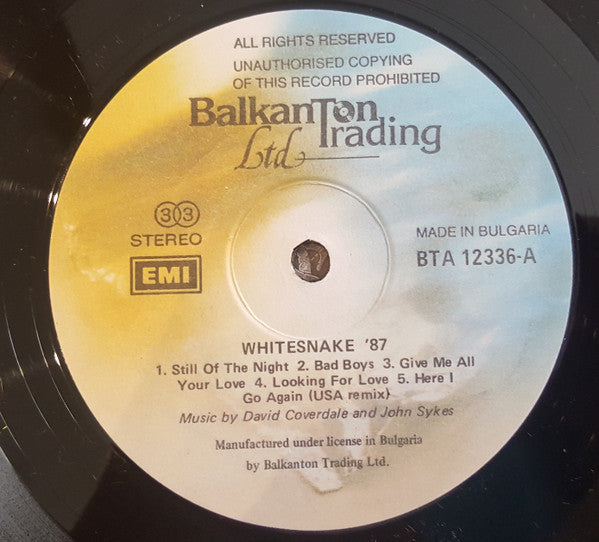 ALL RIGHTS RESERVED
UNAUTHORISED COPYING
OF THIS RECORD PROHIBITED
BalkanTon
Trading
Ltd
33
STEREO
EMI
MADE IN BULGARIA
BTA 12336-A
WHITESNAKE '87
1. Still Of The Night 2. Bad Boys 3. Give Me All
Your Love 4. Looking For Love 5. Here I
Go Again (USA remix)
Music by David Coverdale and John Sykes
Manufactured under license in Bulgaria
by Balkanton Trading Ltd.